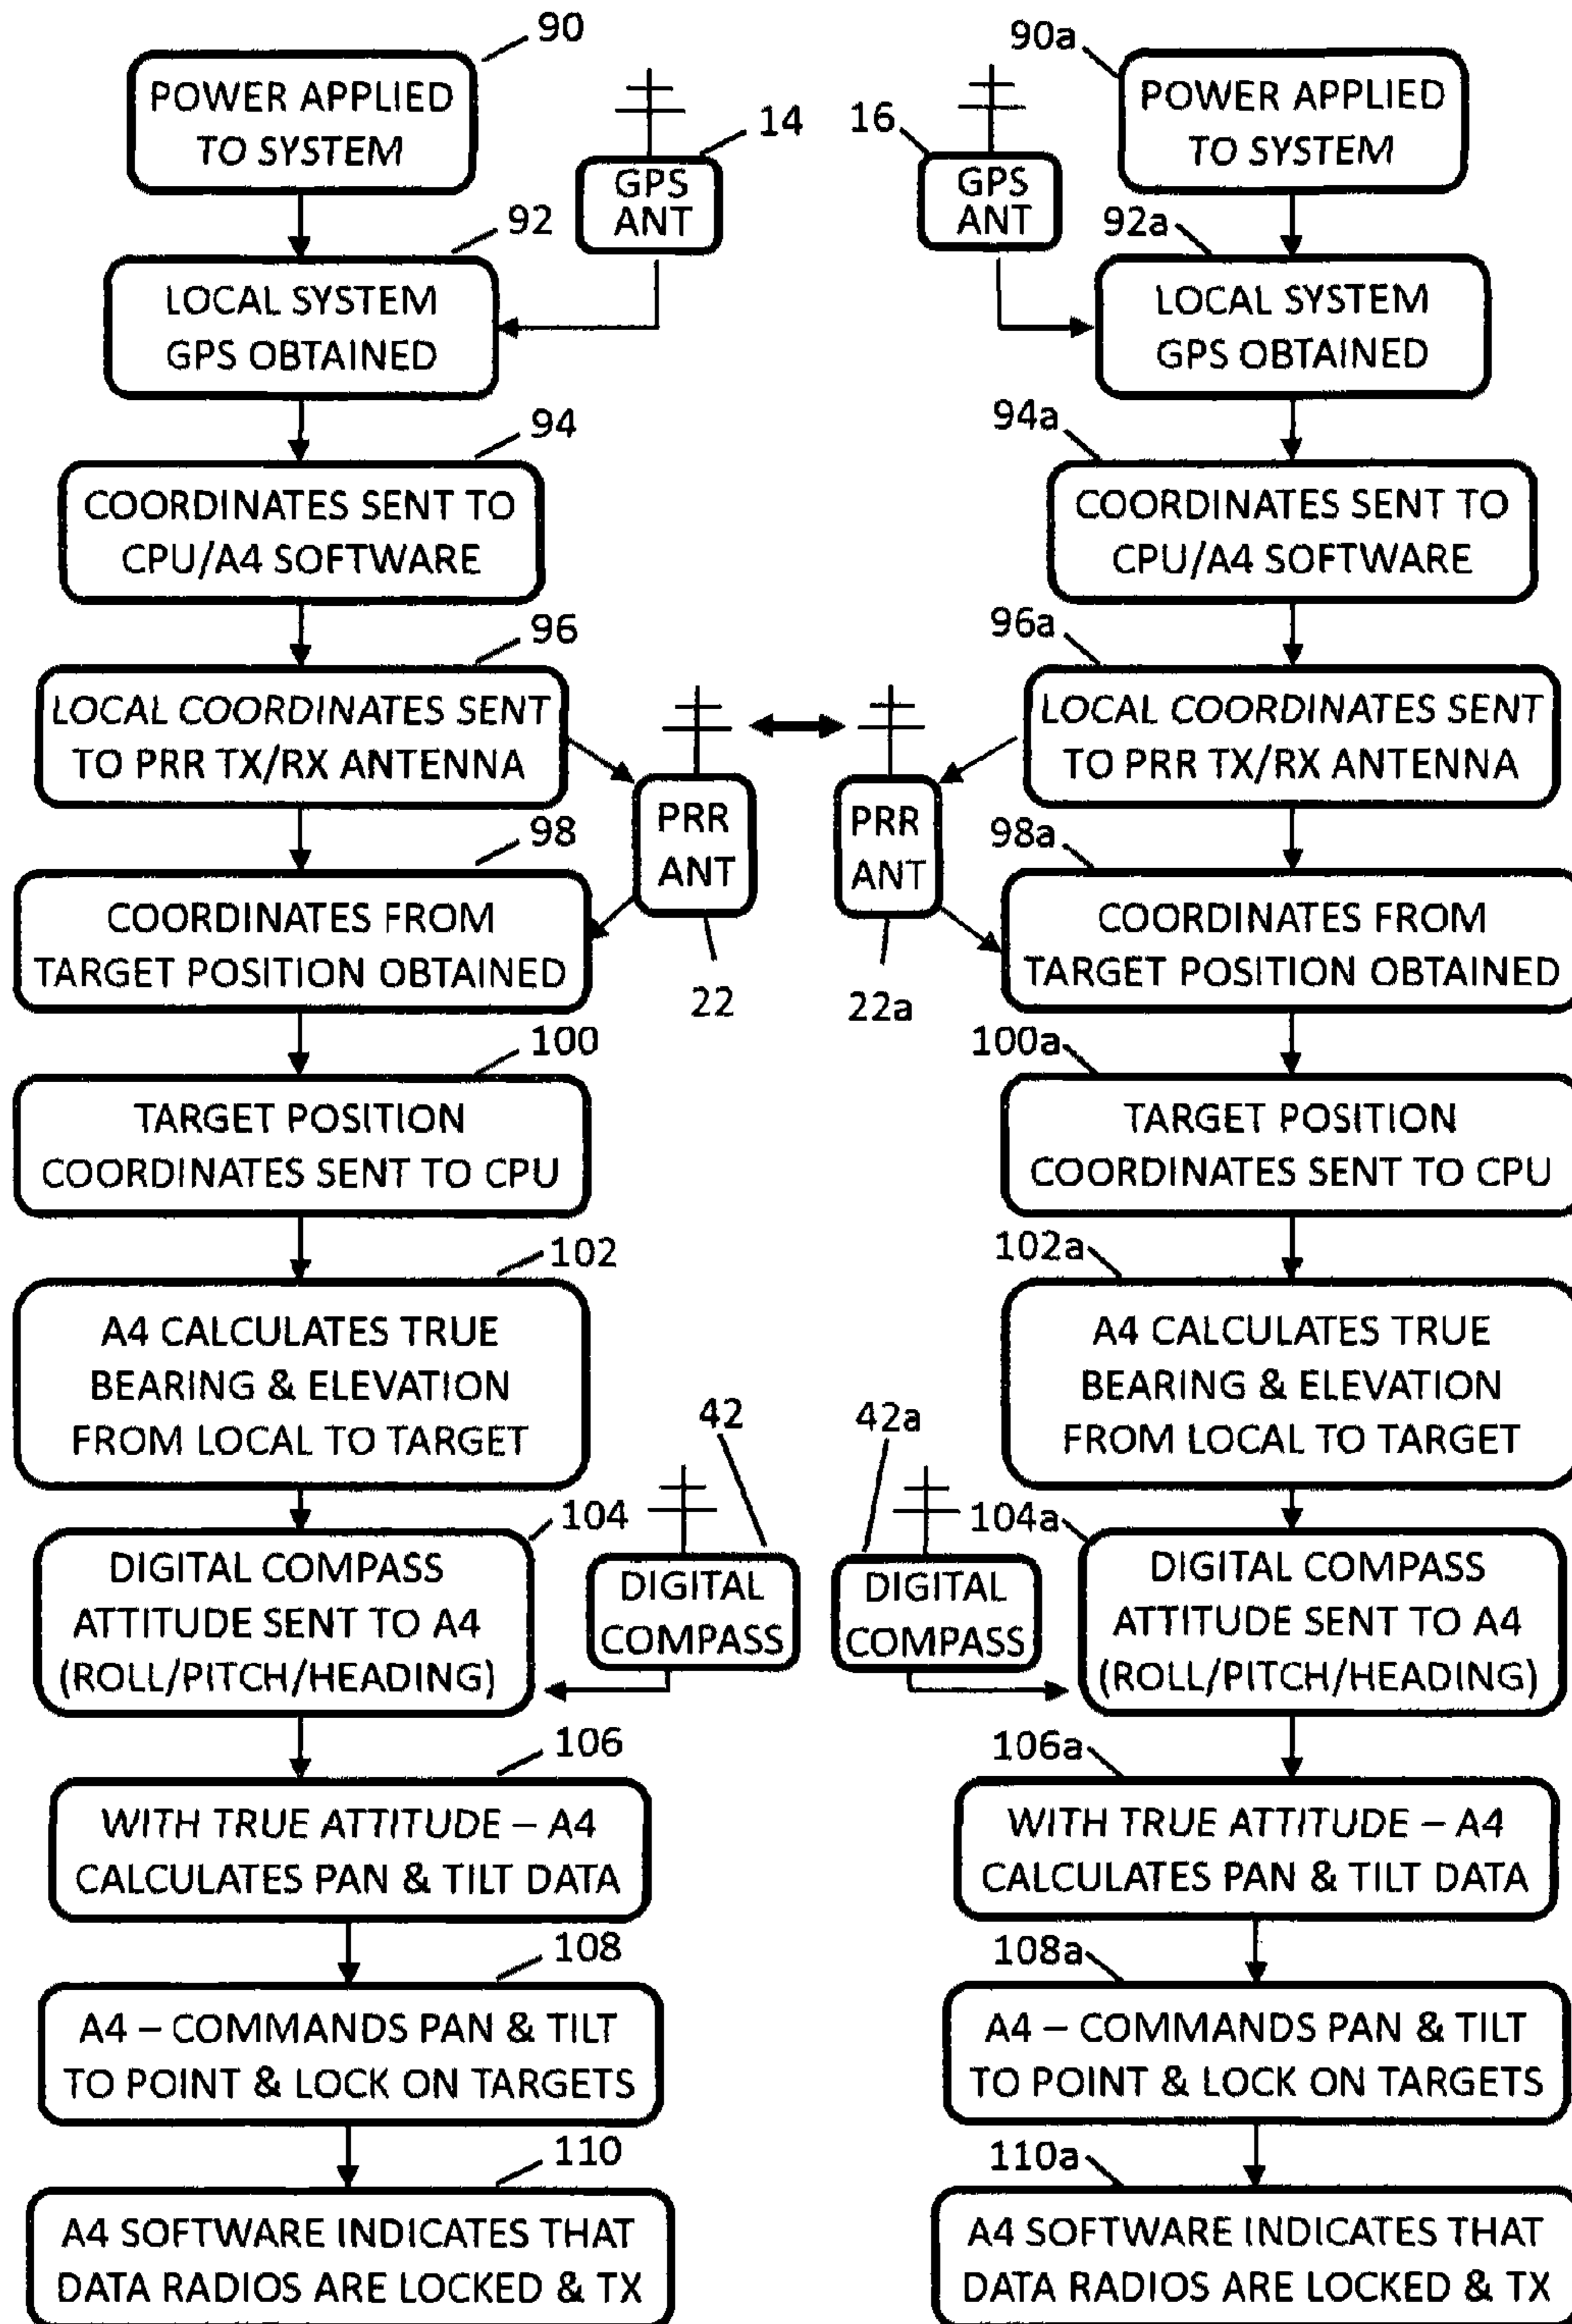 90
POWER APPLIED
TO SYSTEM
14
GPS
ANT
92
LOCAL SYSTEM
GPS OBTAINED
94
COORDINATES SENT TO
CPU/A4 SOFTWARE
96
LOCAL COORDINATES SENT
TO PRR TX/RX ANTENNA
PRR
ANT
22
98
COORDINATES FROM
TARGET POSITION OBTAINED
100
TARGET POSITION
COORDINATES SENT TO CPU
102
A4 CALCULATES TRUE
BEARING & ELEVATION
FROM LOCAL TO TARGET
42
104
DIGITAL COMPASS
ATTITUDE SENT TO A4
(ROLL/PITCH/HEADING)
DIGITAL
COMPASS
106
WITH TRUE ATTITUDE – A4
CALCULATES PAN & TILT DATA
108
A4 – COMMANDS PAN & TILT
TO POINT & LOCK ON TARGETS
110
A4 SOFTWARE INDICATES THAT
DATA RADIOS ARE LOCKED & TX
90a
POWER APPLIED
TO SYSTEM
16
GPS
ANT
92a
LOCAL SYSTEM
GPS OBTAINED
94a
COORDINATES SENT TO
CPU/A4 SOFTWARE
96a
LOCAL COORDINATES SENT
TO PRR TX/RX ANTENNA
PRR
ANT
22a
98a
COORDINATES FROM
TARGET POSITION OBTAINED
100a
TARGET POSITION
COORDINATES SENT TO CPU
102a
A4 CALCULATES TRUE
BEARING & ELEVATION
FROM LOCAL TO TARGET
42a
104a
DIGITAL
COMPASS
DIGITAL COMPASS
ATTITUDE SENT TO A4
(ROLL/PITCH/HEADING)
106a
WITH TRUE ATTITUDE – A4
CALCULATES PAN & TILT DATA
108a
A4 – COMMANDS PAN & TILT
TO POINT & LOCK ON TARGETS
110a
A4 SOFTWARE INDICATES THAT
DATA RADIOS ARE LOCKED & TX